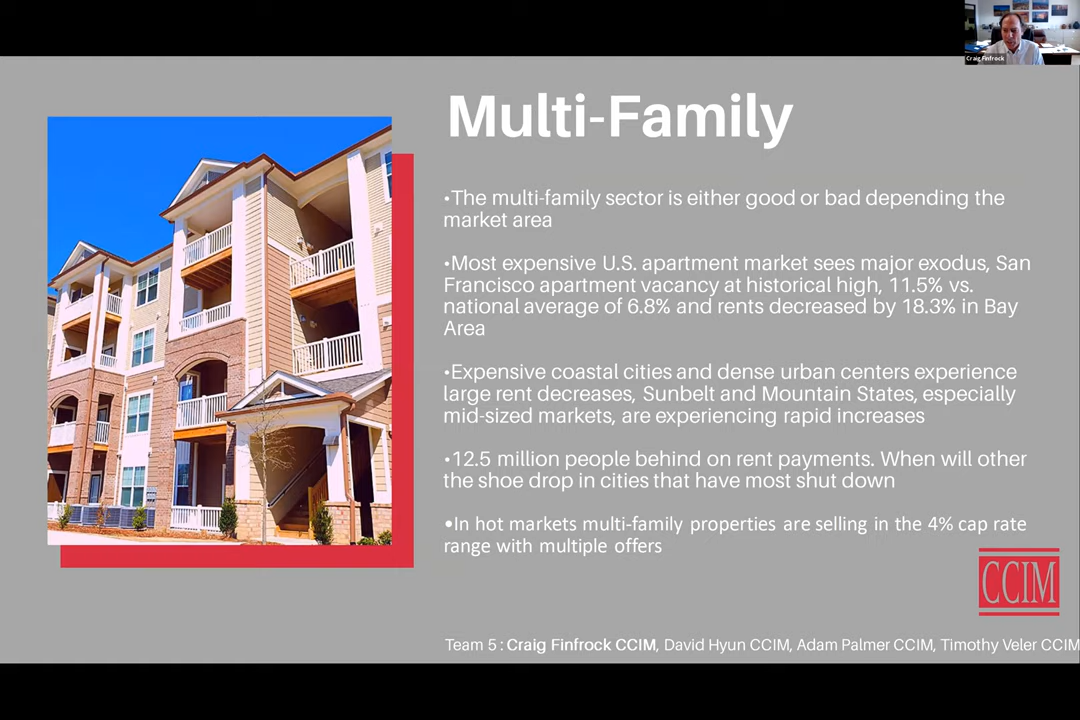 Craig Finfrock
Multi-Family
•The multi-family sector is either good or bad depending the
market area
•Most expensive U.S. apartment market sees major exodus, San
Francisco apartment vacancy at historical high, 11.5% vs.
national average of 6.8% and rents decreased by 18.3% in Bay
Area
•Expensive coastal cities and dense urban centers experience
large rent decreases, Sunbelt and Mountain States, especially
mid-sized markets, are experiencing rapid increases
•12.5 million people behind on rent payments. When will other
the shoe drop in cities that have most shut down
•In hot markets multi-family properties are selling in the 4% cap rate
range with multiple offers
CCIM
Team 5 : Craig Finfrock CCIM, David Hyun CCIM, Adam Palmer CCIM, Timothy Veler CCIM